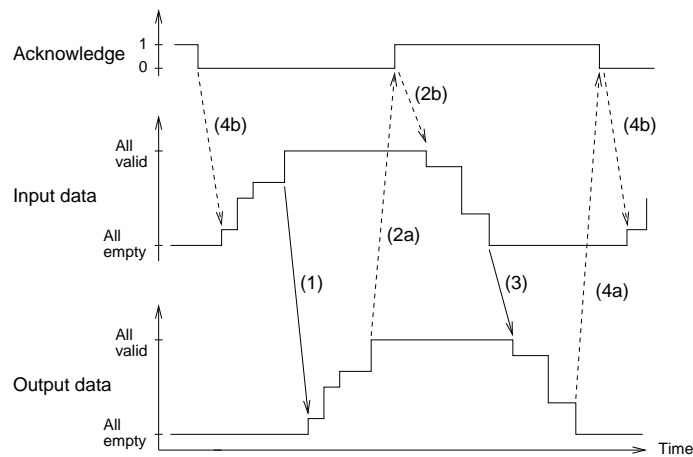 Acknowledge
1
0
(4b)
(2b)
(4b)
All
valid
Input data
All
empty
(1)
(2a)
(3)
(4a)
All
valid
Output data
All
empty
Time